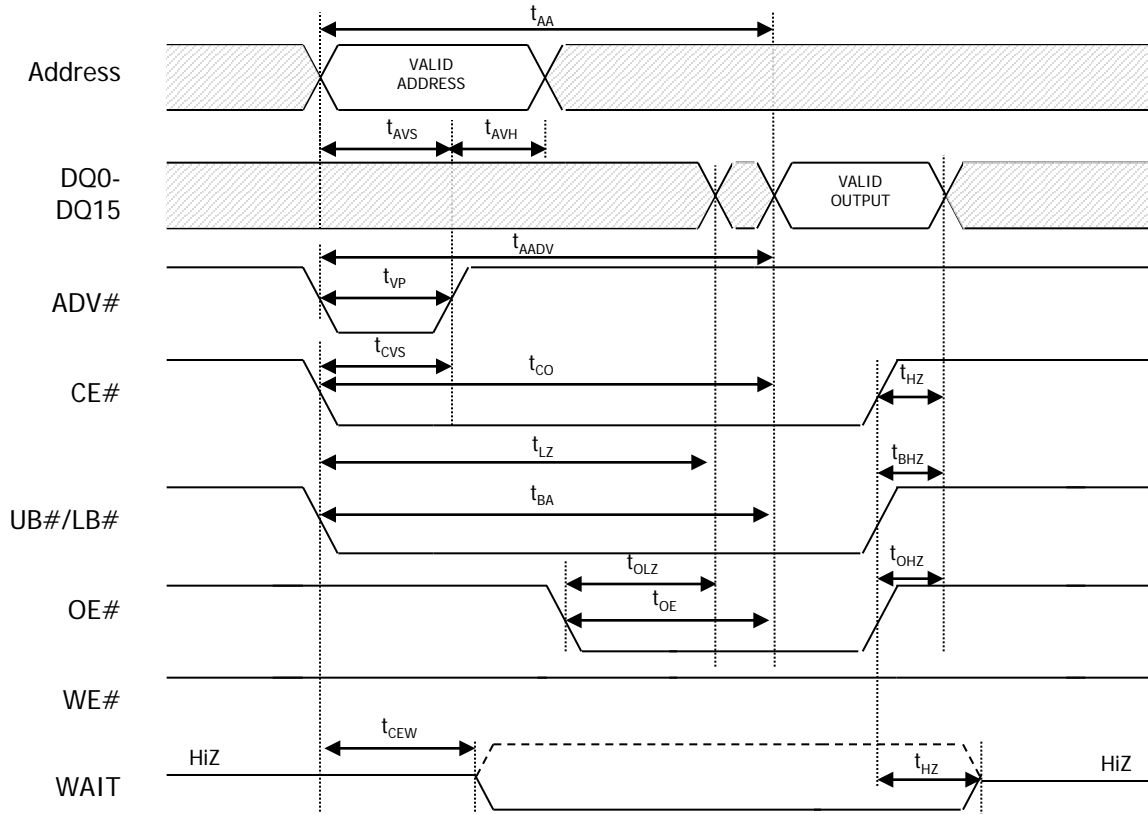 tAA
Address
VALID
ADDRESS
tAVS
tAVH
DQ0-
DQ15
VALID
OUTPUT
tAADV
ADV#
tVP
tCVS
CE#
tCO
tHZ
tLZ
tBHZ
UB#/LB#
tBA
tOLZ
tOHZ
OE#
tOE
WE#
tCEW
WAIT
HiZ
tHZ
HiZ